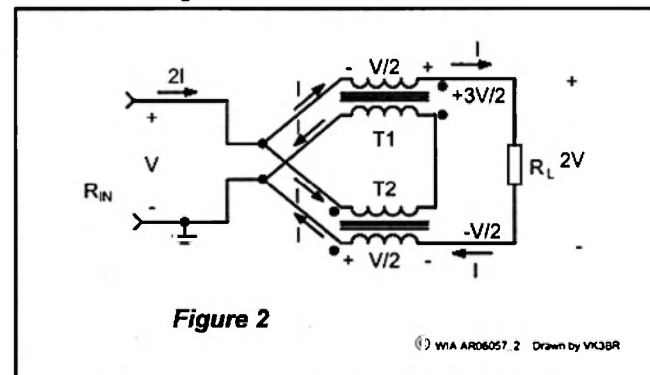 2I
+
V
R_IN
-
I
I
I
I
- V/2 +
I
+3V/2
T1
T2
+ V/2 -
-V/2
I
+
R_L 2V
-
Figure 2
© WIA AR06057_2 Drawn by VK3BR